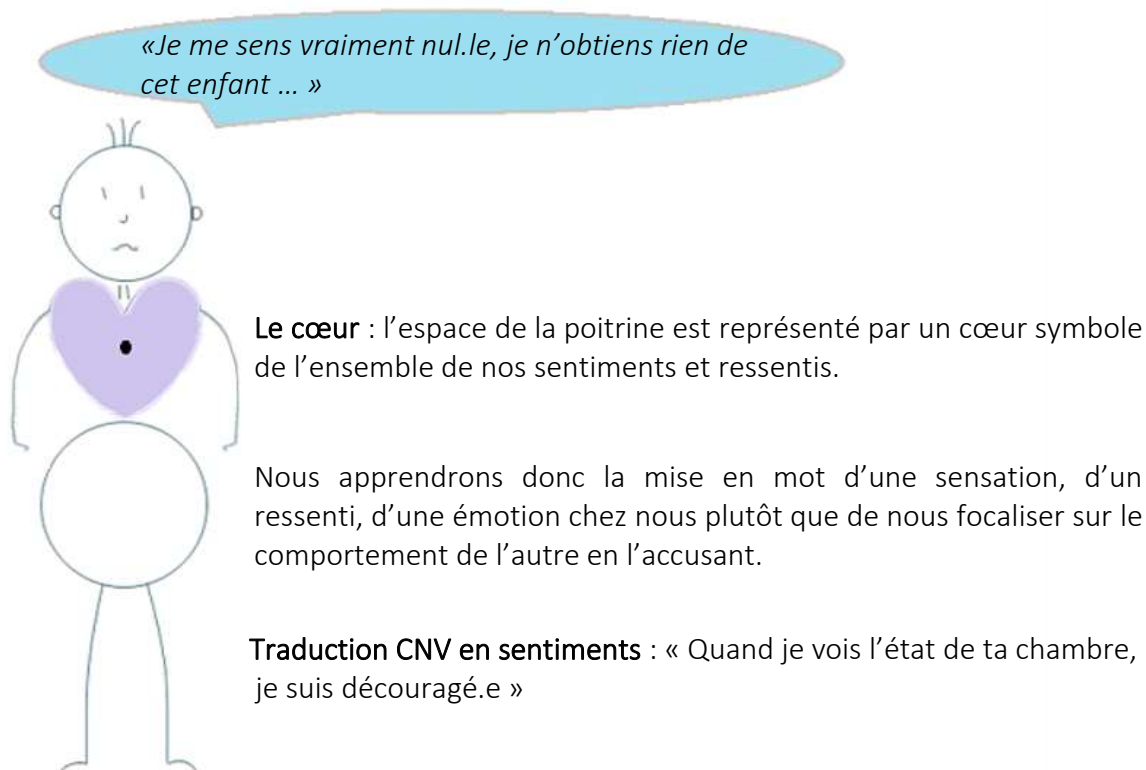 «Je me sens vraiment nul.le, je n’obtiens rien de
cet enfant … »
Le cœur : l’espace de la poitrine est représenté par un cœur symbole
de l’ensemble de nos sentiments et ressentis.
Nous apprendrons donc la mise en mot d’une sensation, d’un
ressenti, d’une émotion chez nous plutôt que de nous focaliser sur le
comportement de l’autre en l’accusant.
Traduction CNV en sentiments : « Quand je vois l’état de ta chambre,
je suis découragé.e »